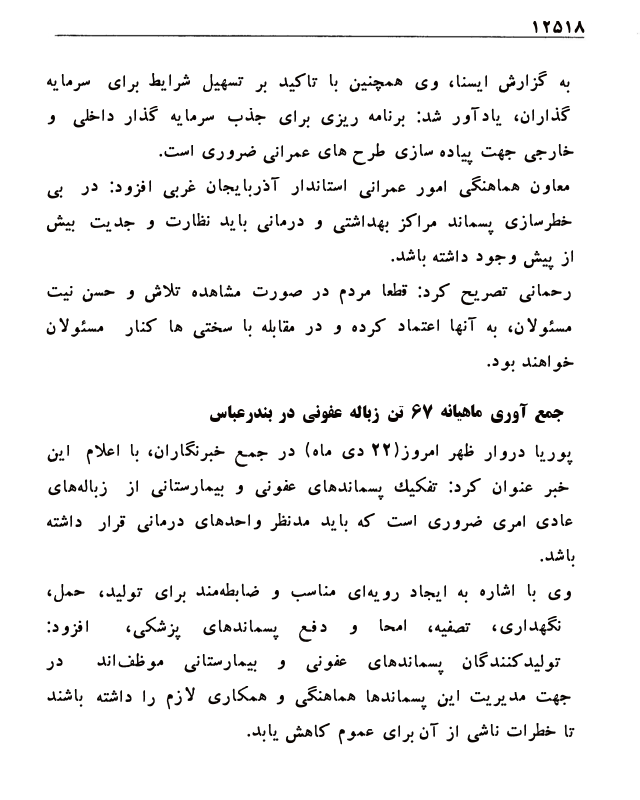 ۱۲۵۱۸
به گزارش ایسنا، وی همچنین با تاکید بر تسهیل شرایط برای سرمایه
گذاران، یادآور شد: برنامه ریزی برای جذب سرمایه گذار داخلی و
خارجی جهت پیاده سازی طرح های عمرانی ضروری است.
معاون هماهنگی امور عمرانی استاندار آذربایجان غربی افزود: در بی
خطرسازی پسماند مراکز بهداشتی و درمانی باید نظارت و جدیت بیش
از پیش وجود داشته باشد.
رحمانی تصریح کرد: قطعا مردم در صورت مشاهده تلاش و حسن نیت
مسئولان، به آنها اعتماد کرده و در مقابله با سختی ها کنار مسئولان
خواهند بود.
جمع آوری ماهیانه ۶۷ تن زباله عفونی در بندرعباس
پوریا دروار ظهر امروز(۲۲ دی ماه) در جمع خبرنگاران، با اعلام این
خبر عنوان کرد: تفکیک پسماندهای عفونی و بیمارستانی از زباله‌های
عادی امری ضروری است که باید مدنظر واحدهای درمانی قرار داشته
باشد.
وی با اشاره به ایجاد رویه‌ای مناسب و ضابطه‌مند برای تولید، حمل،
نگهداری، تصفیه، امحا و دفع پسماندهای پزشکی، افزود:
تولیدکنندگان پسماندهای عفونی و بیمارستانی موظف‌اند در
جهت مدیریت این پسماندها هماهنگی و همکاری لازم را داشته باشند
تا خطرات ناشی از آن برای عموم کاهش یابد.